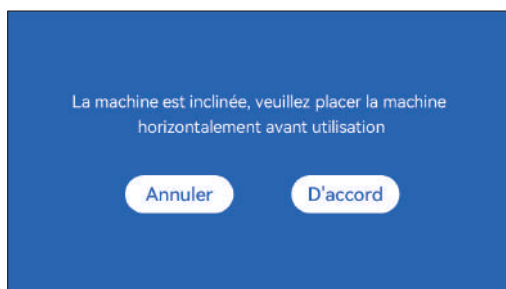 La machine est inclinée, veuillez placer la machine
horizontalement avant utilisation
Annuler
D'accord